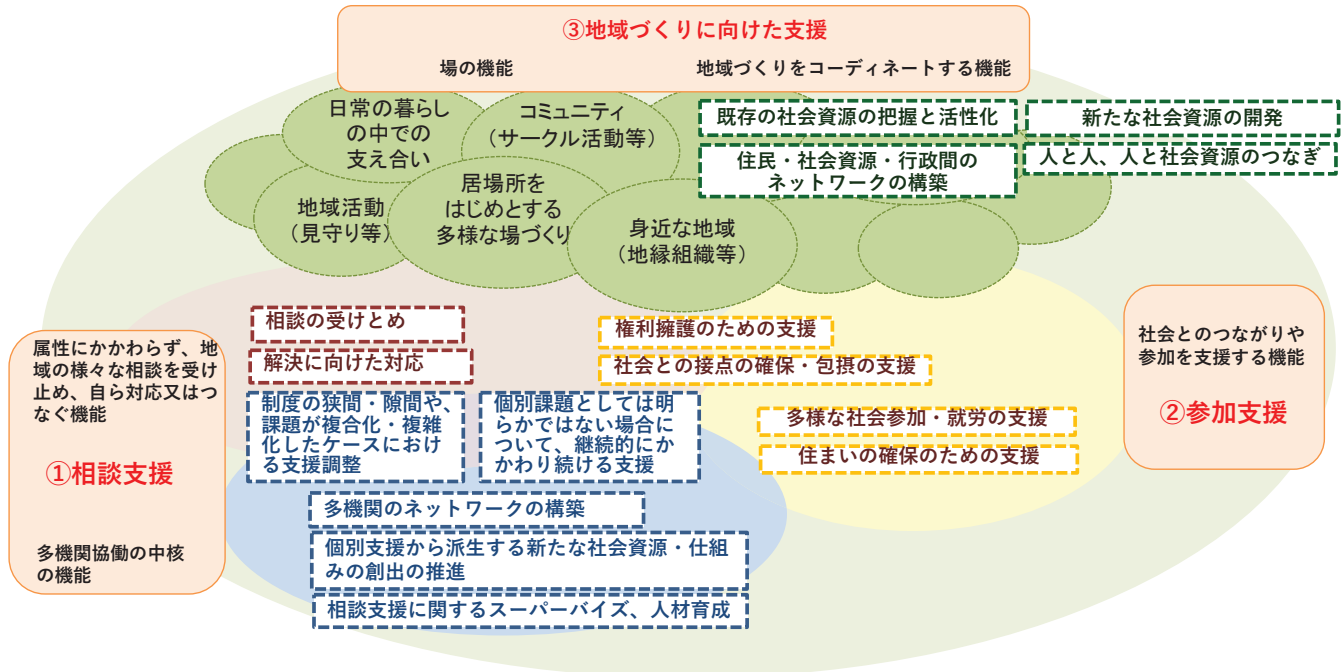 ③地域づくりに向けた支援
場の機能
地域づくりをコーディネートする機能
日常の暮らし
の中での
支え合い
コミュニティ
（サークル活動等）
既存の社会資源の把握と活性化
新たな社会資源の開発
住民・社会資源・行政間の
ネットワークの構築
人と人、人と社会資源のつなぎ
地域活動
（見守り等）
居場所を
はじめとする
多様な場づくり
身近な地域
（地縁組織等）
属性にかかわらず、地
域の様々な相談を受け
止め、自ら対応又はつ
なぐ機能
①相談支援
多機関協働の中核
の機能
相談の受けとめ
解決に向けた対応
制度の狭間・隙間や、
課題が複合化・複雑
化したケースにおけ
る支援調整
個別課題としては明
らかではない場合に
ついて、継続的にか
かわり続ける支援
多機関のネットワークの構築
個別支援から派生する新たな社会資源・仕組
みの創出の推進
相談支援に関するスーパーバイズ、人材育成
権利擁護のための支援
社会との接点の確保・包摂の支援
多様な社会参加・就労の支援
住まいの確保のための支援
社会とのつながりや
参加を支援する機能
②参加支援